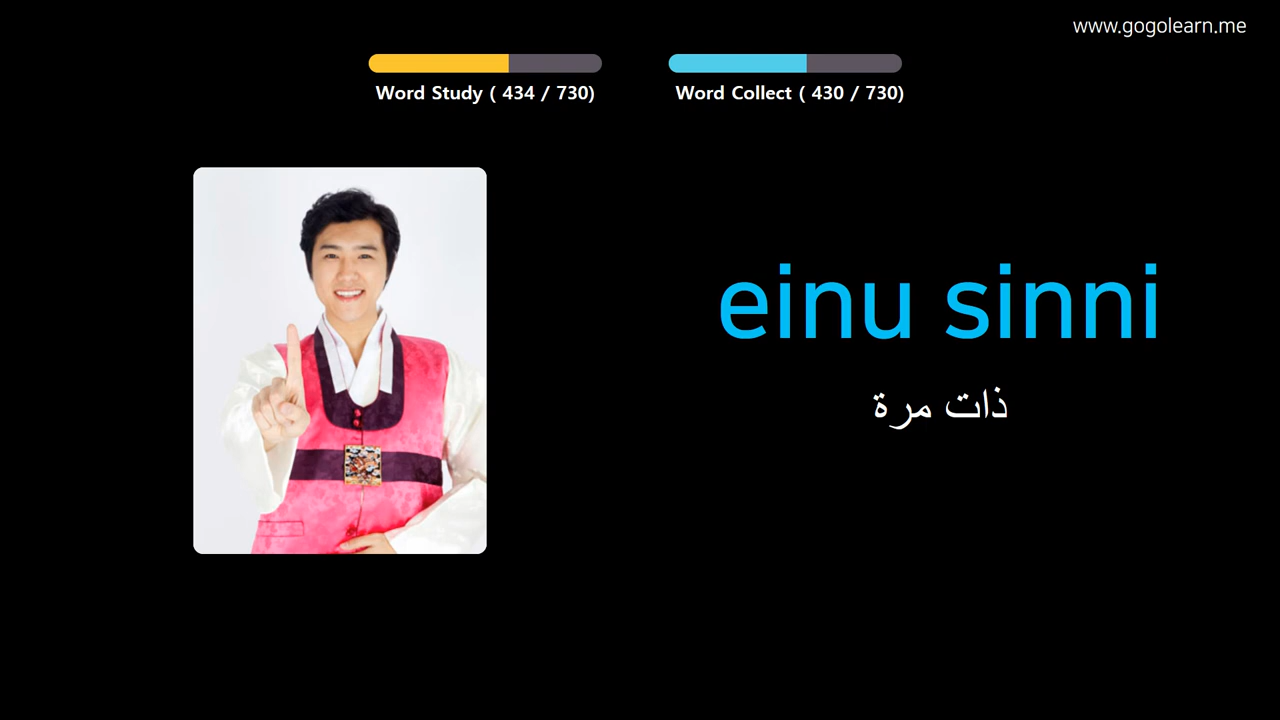 www.gogolearn.me
Word Study ( 434 / 730)
Word Collect ( 430 / 730)
einu sinni
ذات مرة